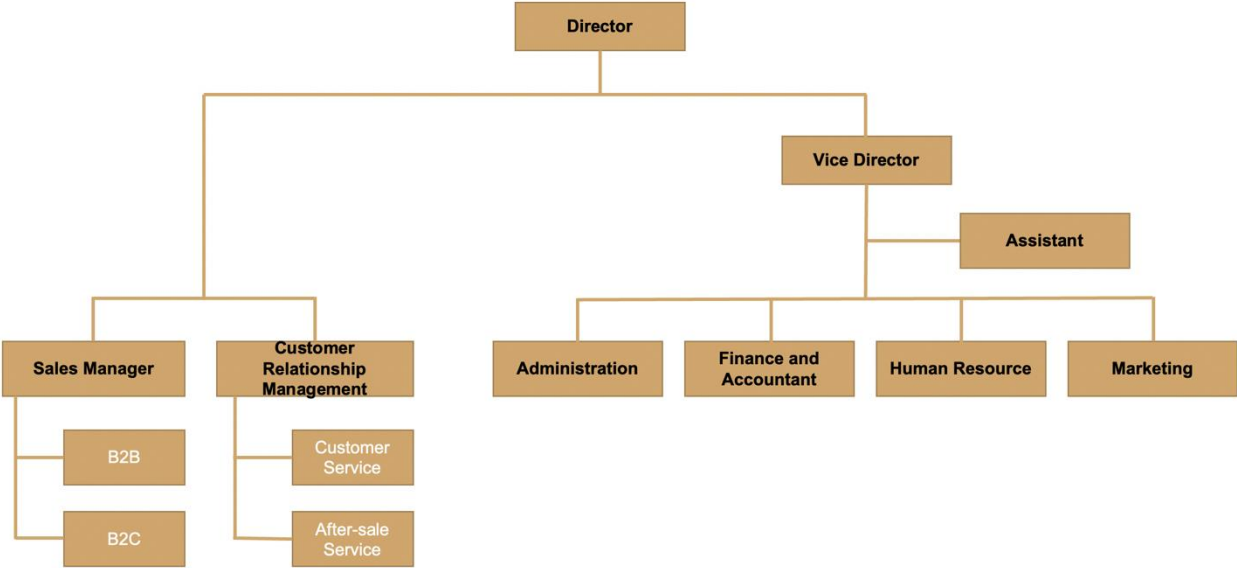 Director
Vice Director
Assistant
Sales Manager
Customer
Relationship
Management
Administration
Finance and
Accountant
Human Resource
Marketing
B2B
Customer
Service
B2C
After-sale
Service